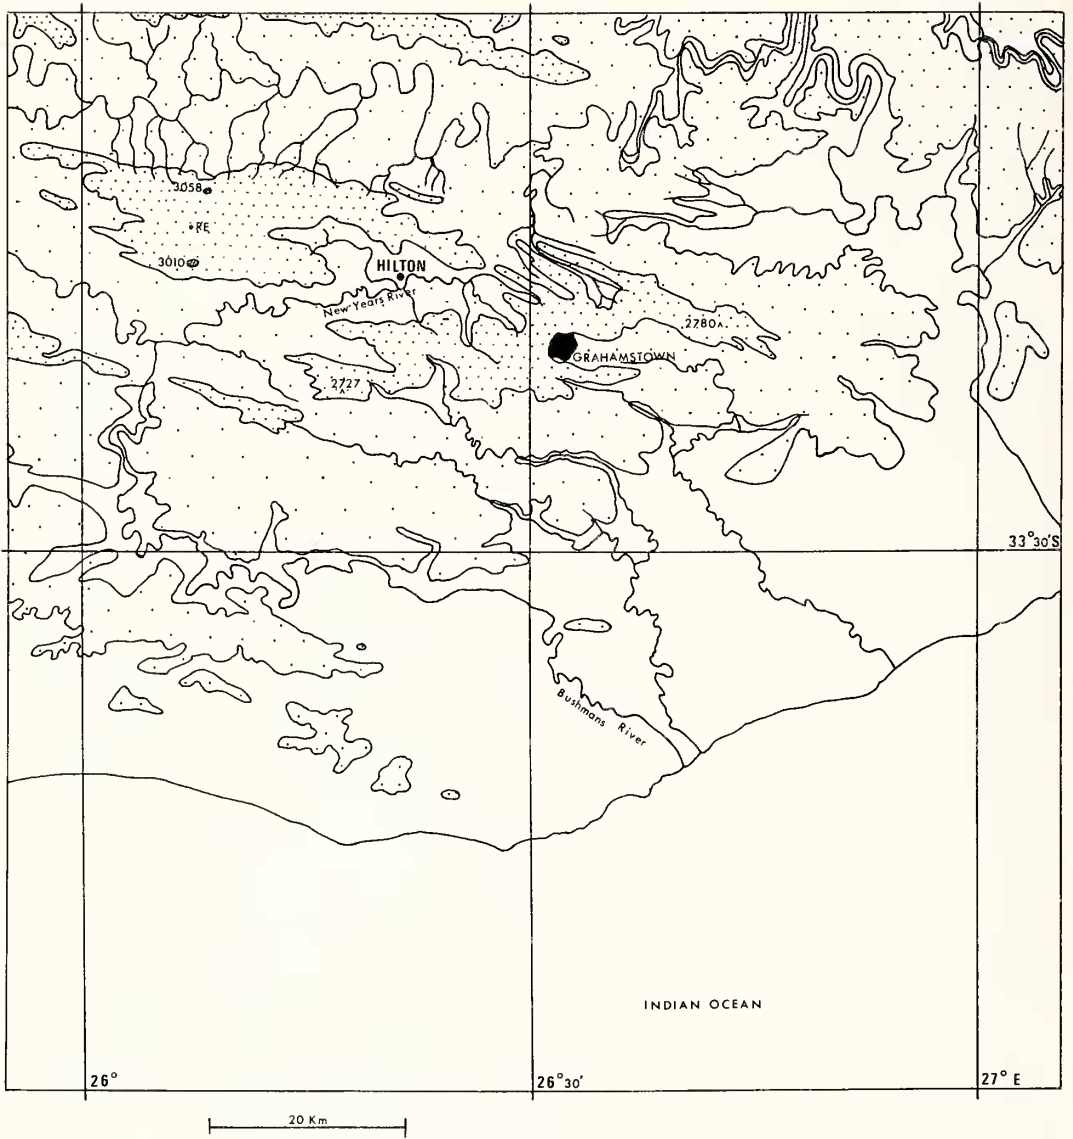 3058
RE
3010
HILTON
New Years River
2780
GRAHAMSTOWN
2727
33°30'S
Bushmans River
INDIAN OCEAN
26°
26°30'
27° E
20 Km